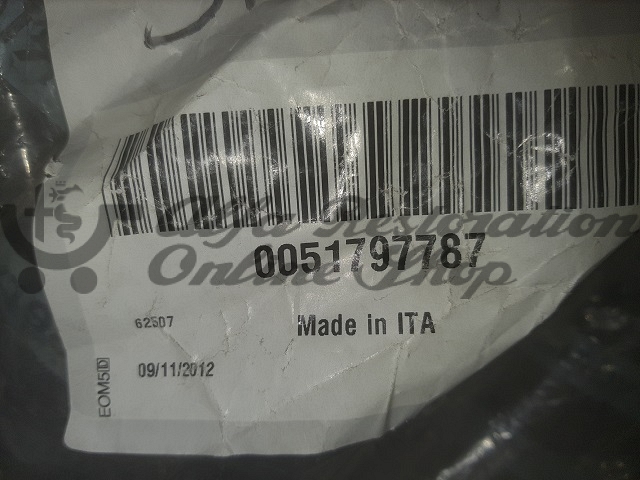 Alfa Restoration
Online Shop
0051797787
62507
Made in ITA
09/11/2012
EOM5D